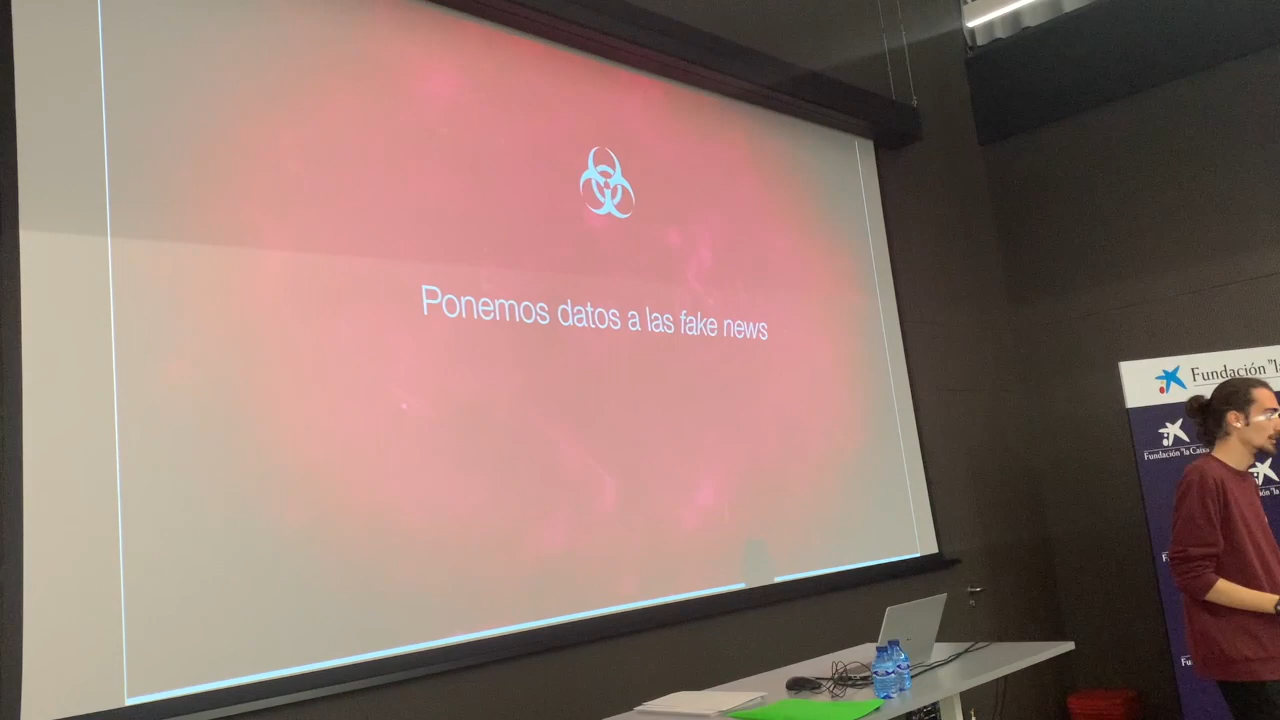 Ponemos datos a las fake news
Fundación "la
Fundación "la Caixa